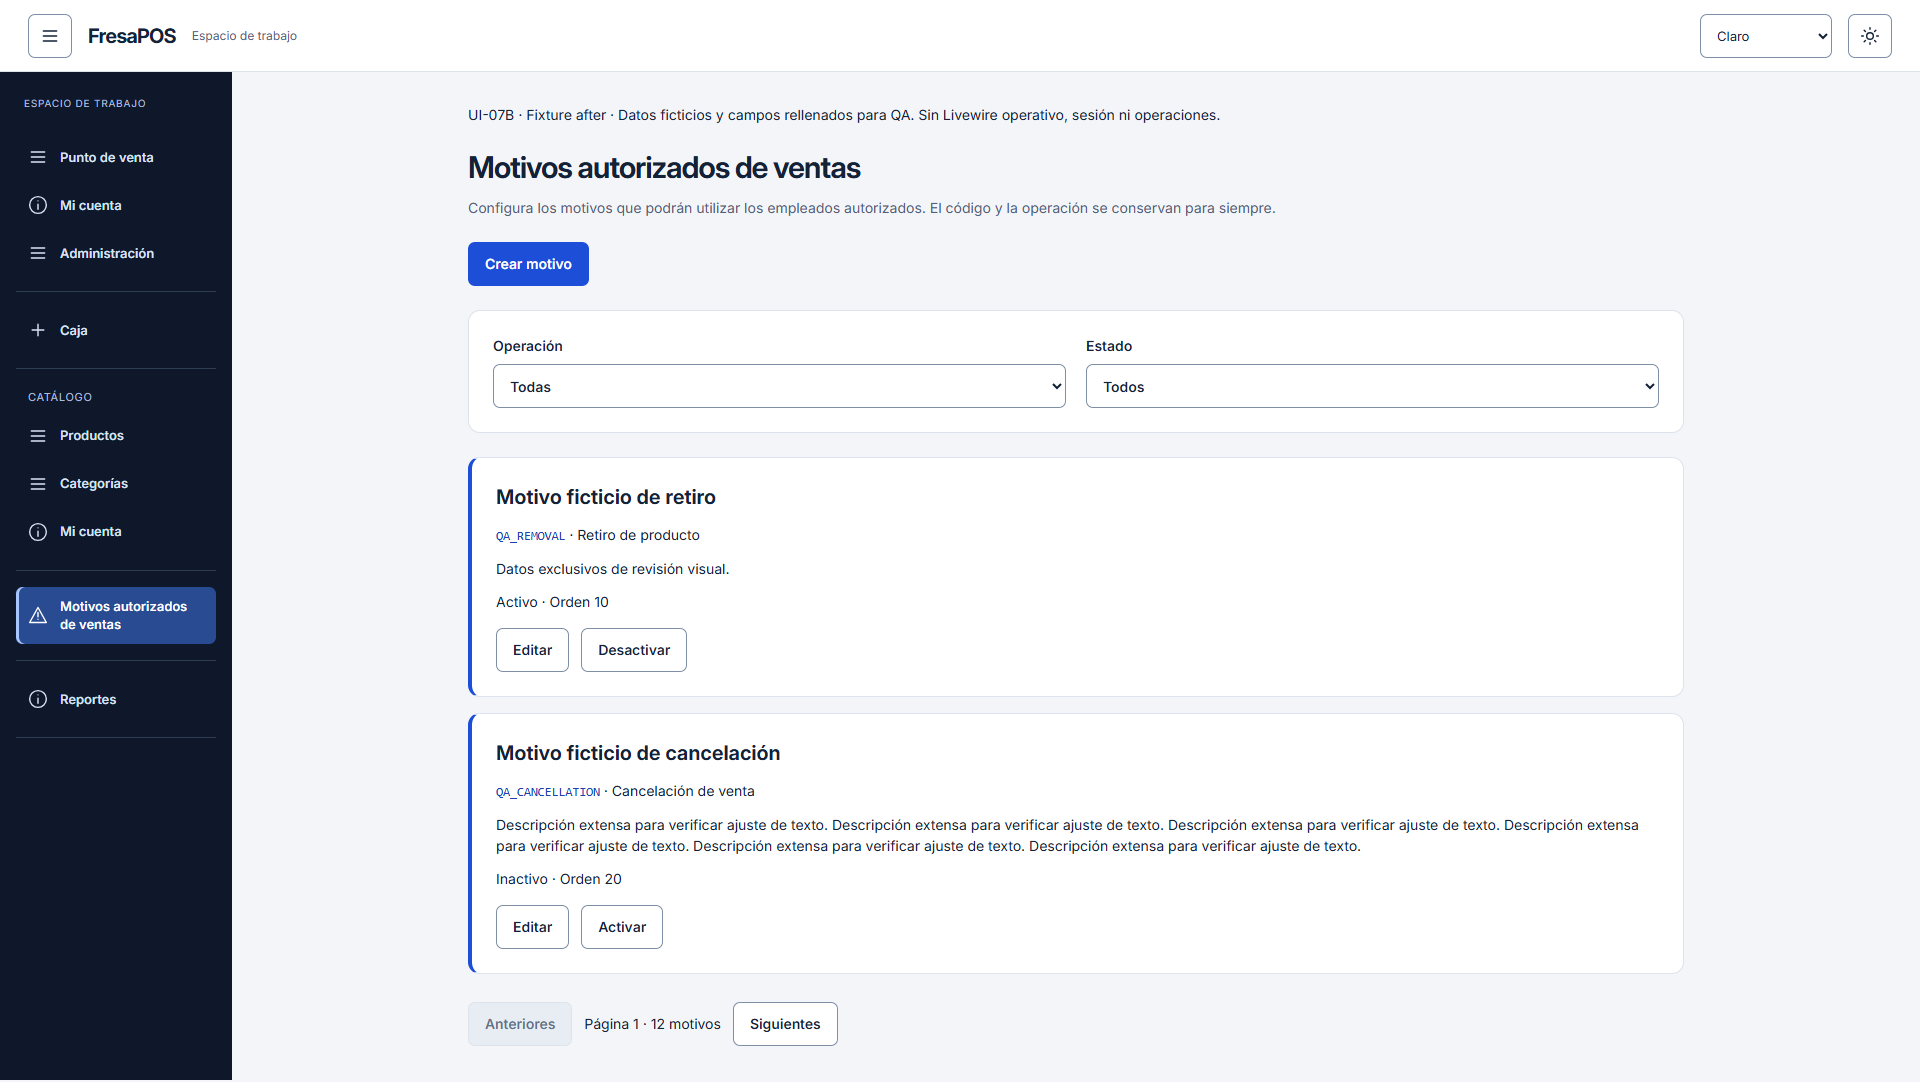 FresaPOS
Espacio de trabajo
Claro
ESPACIO DE TRABAJO
Punto de venta
Mi cuenta
Administración
Caja
CATÁLOGO
Productos
Categorías
Mi cuenta
Motivos autorizados
de ventas
Reportes
UI-07B · Fixture after · Datos ficticios y campos rellenados para QA. Sin Livewire operativo, sesión ni operaciones.
Motivos autorizados de ventas
Configura los motivos que podrán utilizar los empleados autorizados. El código y la operación se conservan para siempre.
Crear motivo
Operación
Todas
Estado
Todos
Motivo ficticio de retiro
QA_REMOVAL · Retiro de producto
Datos exclusivos de revisión visual.
Activo · Orden 10
Editar
Desactivar
Motivo ficticio de cancelación
QA_CANCELLATION · Cancelación de venta
Descripción extensa para verificar ajuste de texto. Descripción extensa para verificar ajuste de texto. Descripción extensa para verificar ajuste de texto. Descripción extensa
para verificar ajuste de texto. Descripción extensa para verificar ajuste de texto. Descripción extensa para verificar ajuste de texto.
Inactivo · Orden 20
Editar
Activar
Anteriores
Página 1 · 12 motivos
Siguientes